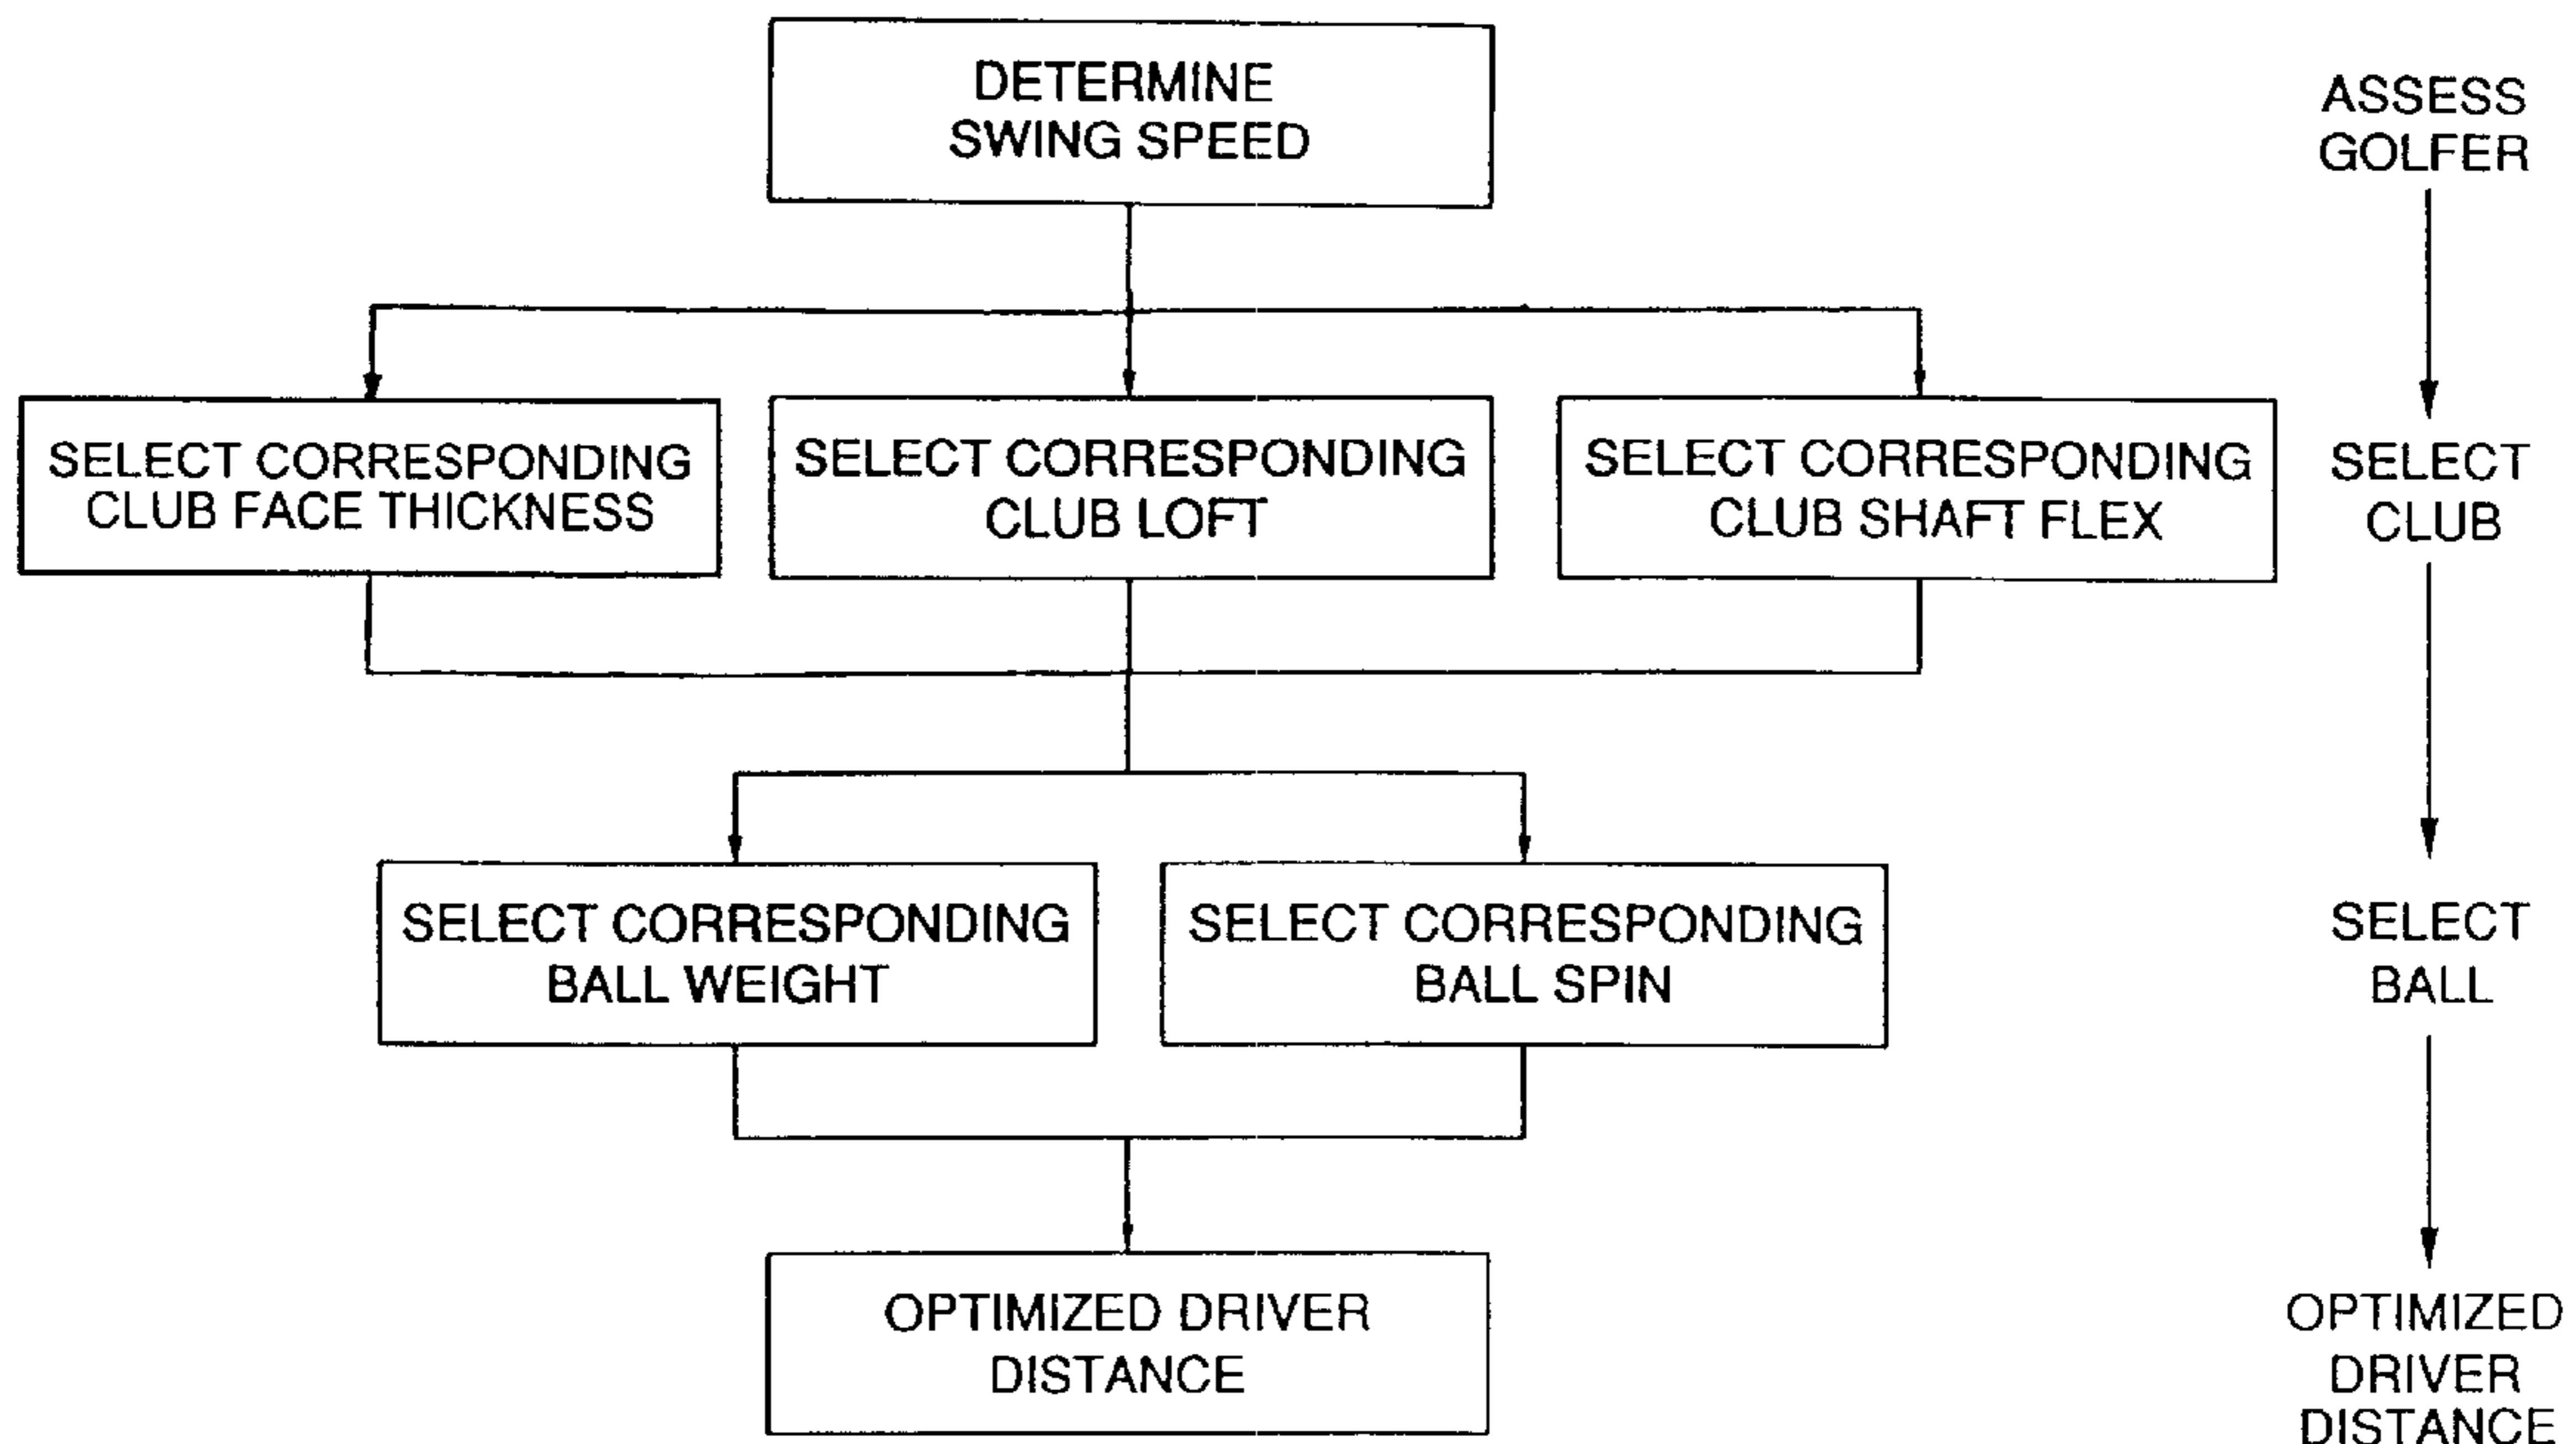 DETERMINE
SWING SPEED
ASSESS
GOLFER
SELECT CORRESPONDING
CLUB FACE THICKNESS
SELECT CORRESPONDING
CLUB LOFT
SELECT CORRESPONDING
CLUB SHAFT FLEX
SELECT
CLUB
SELECT CORRESPONDING
BALL WEIGHT
SELECT CORRESPONDING
BALL SPIN
SELECT
BALL
OPTIMIZED DRIVER
DISTANCE
OPTIMIZED
DRIVER
DISTANCE